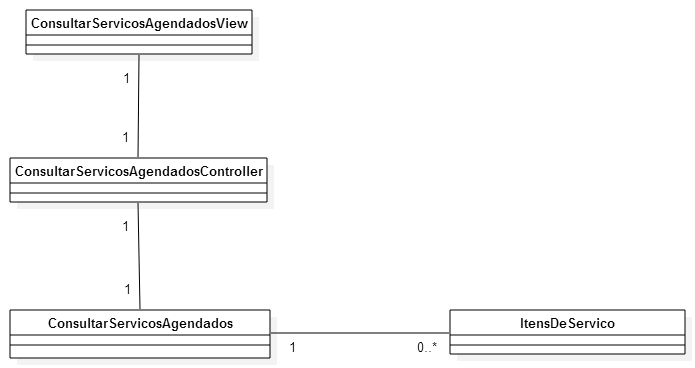 ConsultarServicosAgendadosView
1
1
ConsultarServicosAgendadosController
1
1
ConsultarServicosAgendados
ItensDeServico
1
0..*